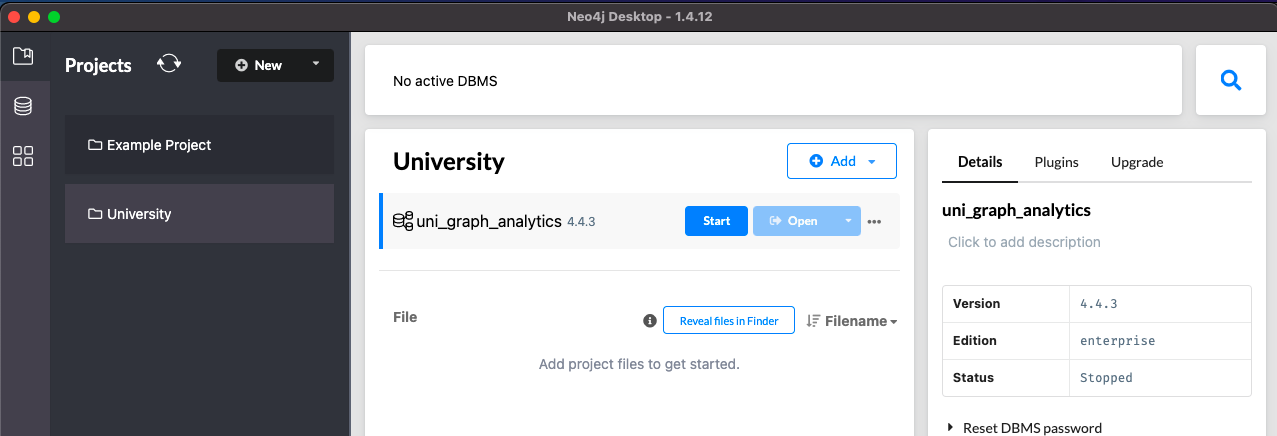 Neo4j Desktop - 1.4.12
Projects
New
Example Project
University
No active DBMS
University
Add
uni_graph_analytics 4.4.3
Start
Open
File
Reveal files in Finder
Filename
Add project files to get started.
Details Plugins Upgrade
uni_graph_analytics
Click to add description
Version 4.4.3
Edition enterprise
Status Stopped
Reset DBMS password